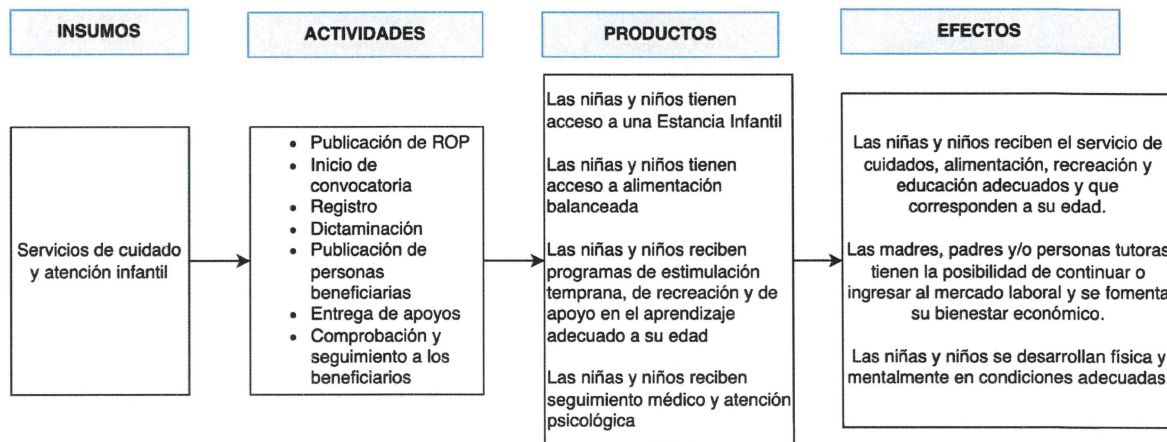 INSUMOS
ACTIVIDADES
PRODUCTOS
EFECTOS
Servicios de cuidado
y atención infantil
• Publicación de ROP
• Inicio de
convocatoria
• Registro
• Dictaminación
• Publicación de
personas
beneficiarias
• Entrega de apoyos
• Comprobación y
seguimiento a los
beneficiarios
Las niñas y niños tienen
acceso a una Estancia Infantil
Las niñas y niños tienen
acceso a alimentación
balanceada
Las niñas y niños reciben
programas de estimulación
temprana, de recreación y de
apoyo en el aprendizaje
adecuado a su edad
Las niñas y niños reciben
seguimiento médico y atención
psicológica
Las niñas y niños reciben el servicio de
cuidados, alimentación, recreación y
educación adecuados y que
corresponden a su edad.
Las madres, padres y/o personas tutoras
tienen la posibilidad de continuar o
ingresar al mercado laboral y se fomenta
su bienestar económico.
Las niñas y niños se desarrollan física y
mentalmente en condiciones adecuadas